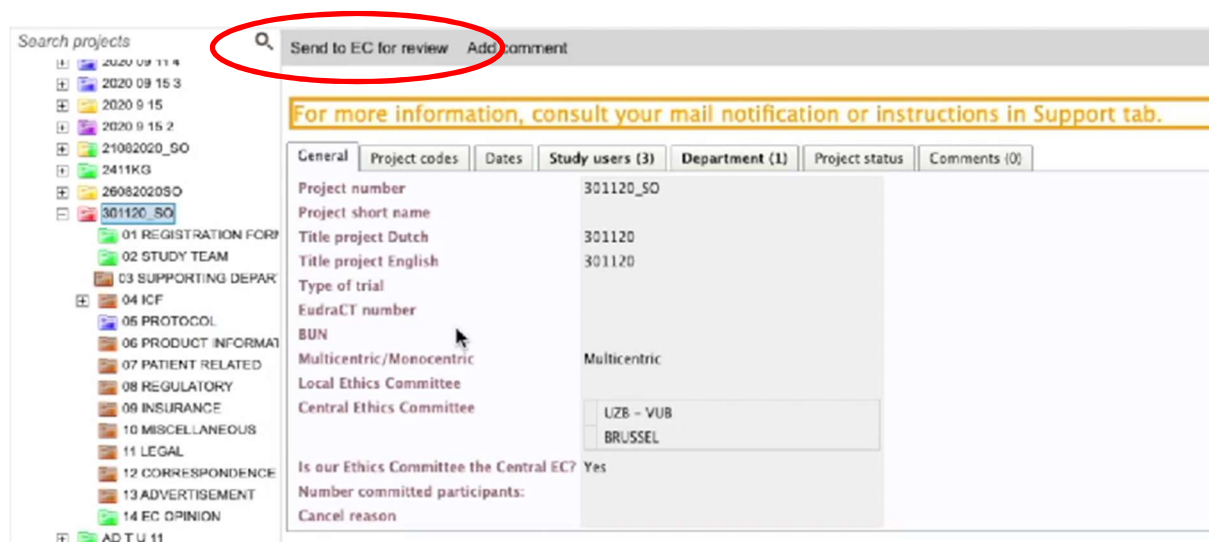 Search projects
Send to EC for review Add comment
2020 09 11 4
2020 09 15 3
2020 9 15
2020 9 15 2
21082020_SO
2411KG
26082020SO
301120_SO
01 REGISTRATION FORM
02 STUDY TEAM
03 SUPPORTING DEPAR
04 ICF
05 PROTOCOL
06 PRODUCT INFORMAT
07 PATIENT RELATED
08 REGULATORY
09 INSURANCE
10 MISCELLANEOUS
11 LEGAL
12 CORRESPONDENCE
13 ADVERTISEMENT
14 EC OPINION
AD T U 11
For more information, consult your mail notification or instructions in Support tab.
General Project codes Dates Study users (3) Department (1) Project status Comments (0)
Project number 301120_SO
Project short name
Title project Dutch 301120
Title project English 301120
Type of trial
EudraCT number
BUN
Multicentric/Monocentric Multicentric
Local Ethics Committee
Central Ethics Committee UZB - VUB
BRUSSEL
Is our Ethics Committee the Central EC? Yes
Number committed participants:
Cancel reason